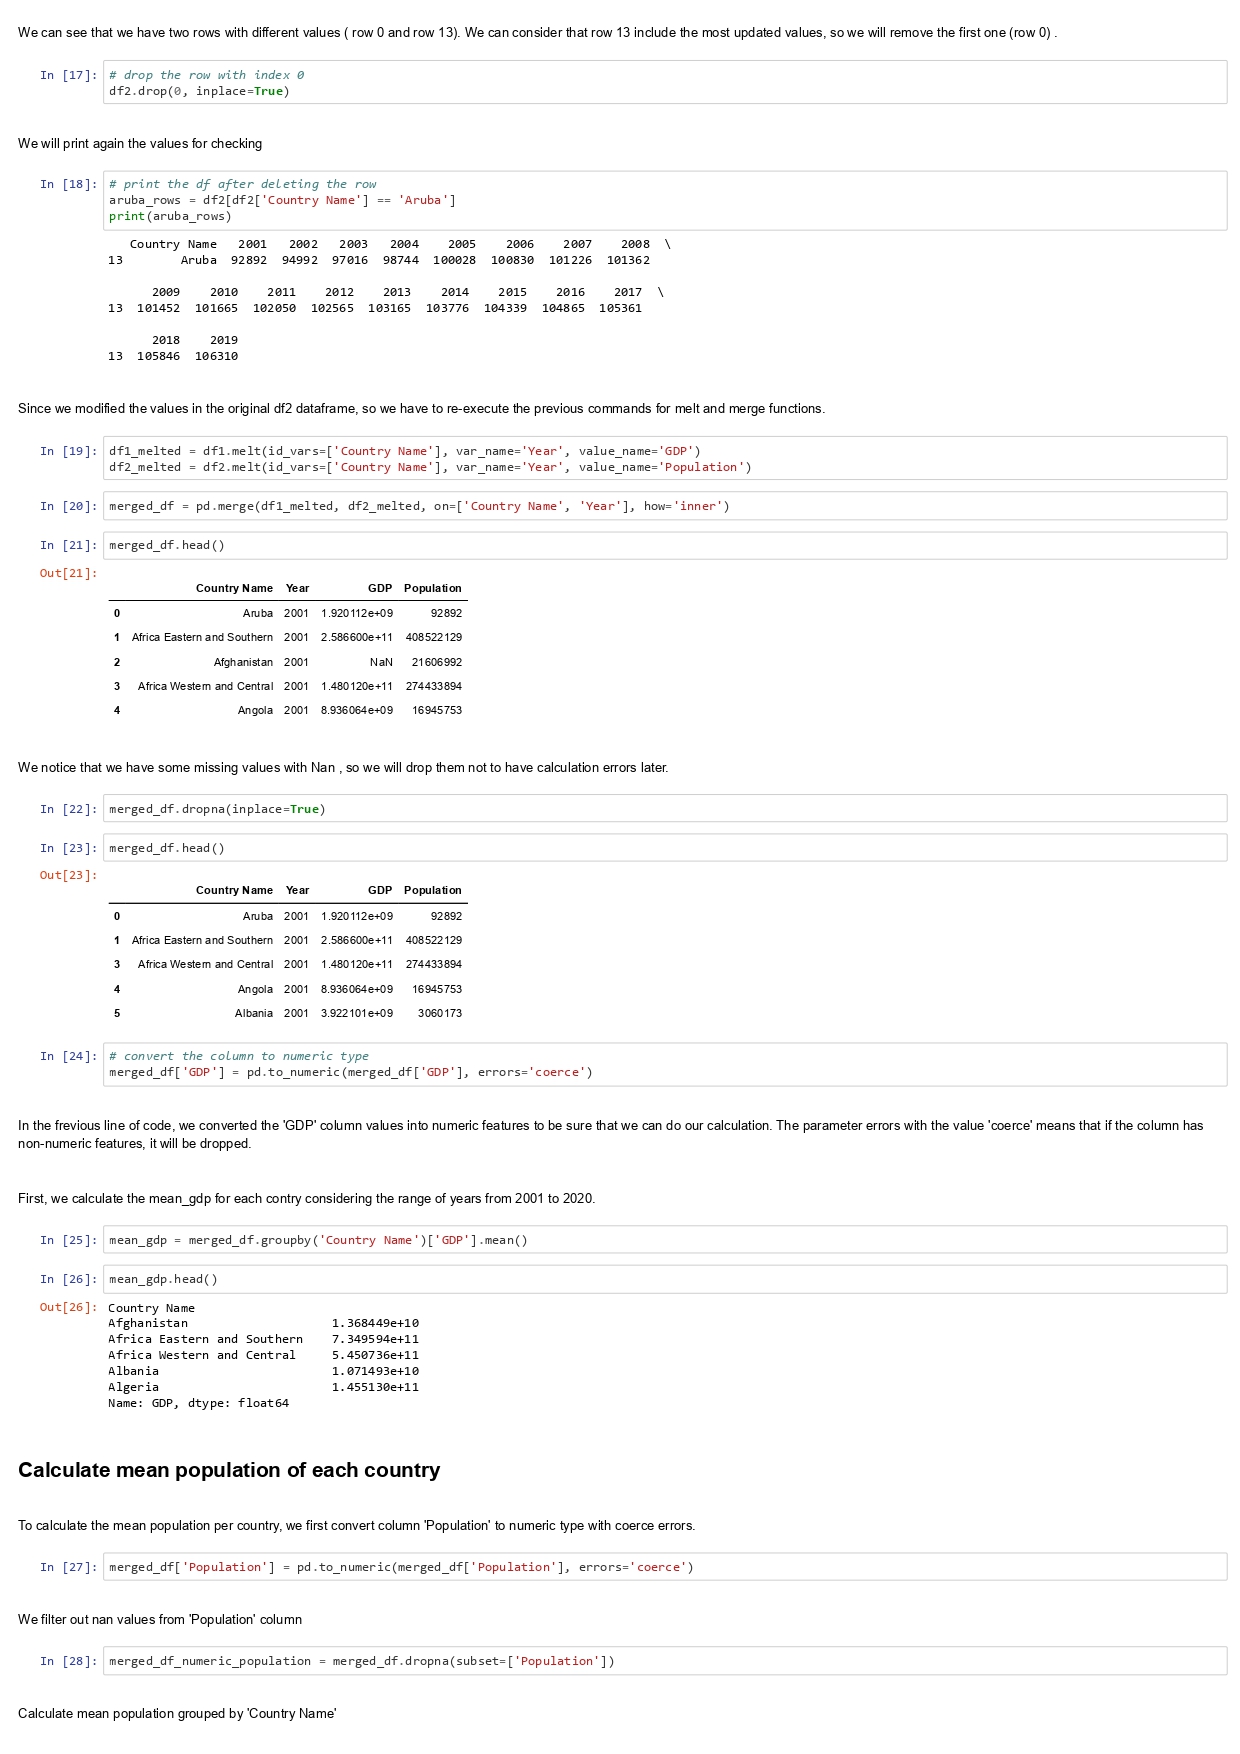 We can see that we have two rows with different values ( row 0 and row 13). We can consider that row 13 include the most updated values, so we will remove the first one (row 0) .
In [17]: # drop the row with index 0
df2.drop(0, inplace=True)
We will print again the values for checking
In [18]: # print the df after deleting the row
aruba_rows = df2[df2['Country Name'] == 'Aruba']
print(aruba_rows)
Country Name 2001 2002 2003 2004 2005 2006 2007 2008 \
13 Aruba 92892 94992 97016 98744 100028 100830 101226 101362
2009 2010 2011 2012 2013 2014 2015 2016 2017 \
13 101452 101665 102050 102565 103165 103776 104339 104865 105361
2018 2019
13 105846 106310
Since we modified the values in the original df2 dataframe, so we have to re-execute the previous commands for melt and merge functions.
In [19]: df1_melted = df1.melt(id_vars=['Country Name'], var_name='Year', value_name='GDP')
df2_melted = df2.melt(id_vars=['Country Name'], var_name='Year', value_name='Population')
In [20]: merged_df = pd.merge(df1_melted, df2_melted, on=['Country Name', 'Year'], how='inner')
In [21]: merged_df.head()
Out[21]:
Country Name Year GDP Population
0 Aruba 2001 1.920112e+09 92892
1 Africa Eastern and Southern 2001 2.586600e+11 408522129
2 Afghanistan 2001 NaN 21606992
3 Africa Western and Central 2001 1.480120e+11 274433894
4 Angola 2001 8.936064e+09 16945753
We notice that we have some missing values with Nan , so we will drop them not to have calculation errors later.
In [22]: merged_df.dropna(inplace=True)
In [23]: merged_df.head()
Out[23]:
Country Name Year GDP Population
0 Aruba 2001 1.920112e+09 92892
1 Africa Eastern and Southern 2001 2.586600e+11 408522129
3 Africa Western and Central 2001 1.480120e+11 274433894
4 Angola 2001 8.936064e+09 16945753
5 Albania 2001 3.922101e+09 3060173
In [24]: # convert the column to numeric type
merged_df['GDP'] = pd.to_numeric(merged_df['GDP'], errors='coerce')
In the frevious line of code, we converted the 'GDP' column values into numeric features to be sure that we can do our calculation. The parameter errors with the value 'coerce' means that if the column has
non-numeric features, it will be dropped.
First, we calculate the mean_gdp for each contry considering the range of years from 2001 to 2020.
In [25]: mean_gdp = merged_df.groupby('Country Name')['GDP'].mean()
In [26]: mean_gdp.head()
Out[26]: Country Name
Afghanistan 1.368449e+10
Africa Eastern and Southern 7.349594e+11
Africa Western and Central 5.450736e+11
Albania 1.071493e+10
Algeria 1.455130e+11
Name: GDP, dtype: float64
Calculate mean population of each country
To calculate the mean population per country, we first convert column 'Population' to numeric type with coerce errors.
In [27]: merged_df['Population'] = pd.to_numeric(merged_df['Population'], errors='coerce')
We filter out nan values from 'Population' column
In [28]: merged_df_numeric_population = merged_df.dropna(subset=['Population'])
Calculate mean population grouped by 'Country Name'